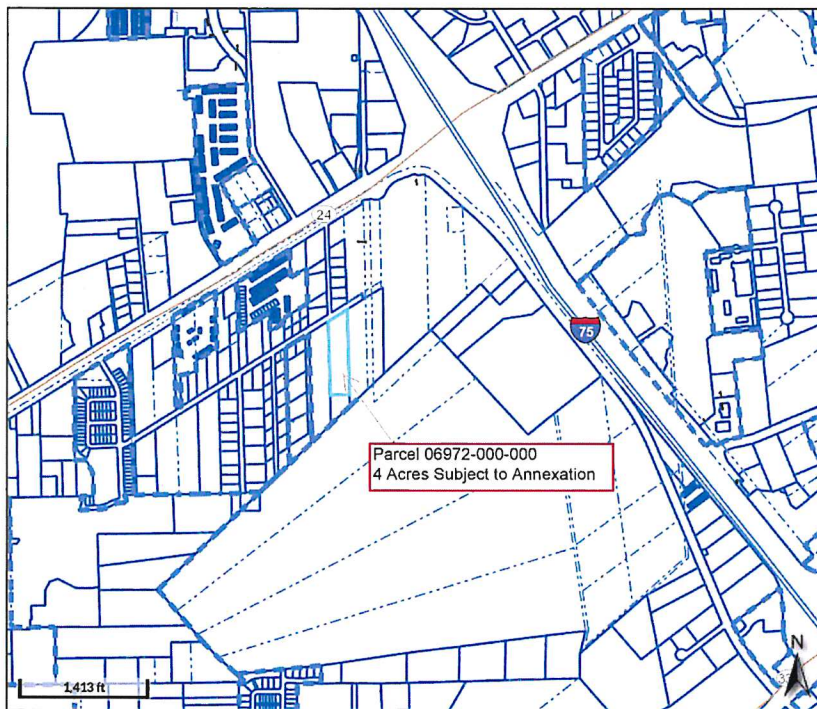 24
75
Parcel 06972-000-000
4 Acres Subject to Annexation
1,413 ft
N